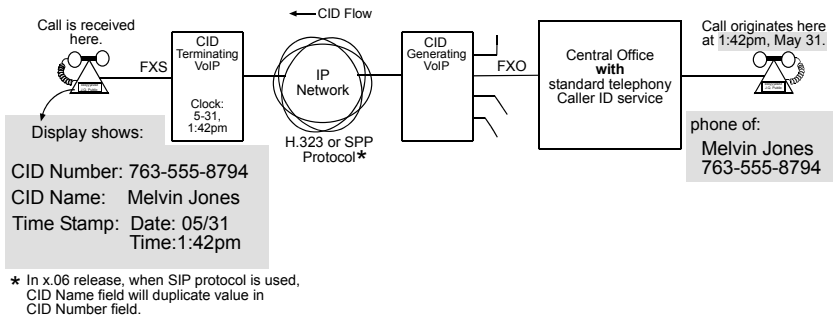 CID Flow
Call is received
here.
FXS
CID
Terminating
VoIP
Clock:
5-31,
1:42pm
IP
Network
H.323 or SPP
Protocol*
CID
Generating
VoIP
FXO
Central Office
with
standard telephony
Caller ID service
Call originates here
at 1:42pm, May 31.
phone of:
Melvin Jones
763-555-8794
Display shows:
CID Number: 763-555-8794
CID Name: Melvin Jones
Time Stamp: Date: 05/31
Time:1:42pm
* In x.06 release, when SIP protocol is used,
CID Name field will duplicate value in
CID Number field.